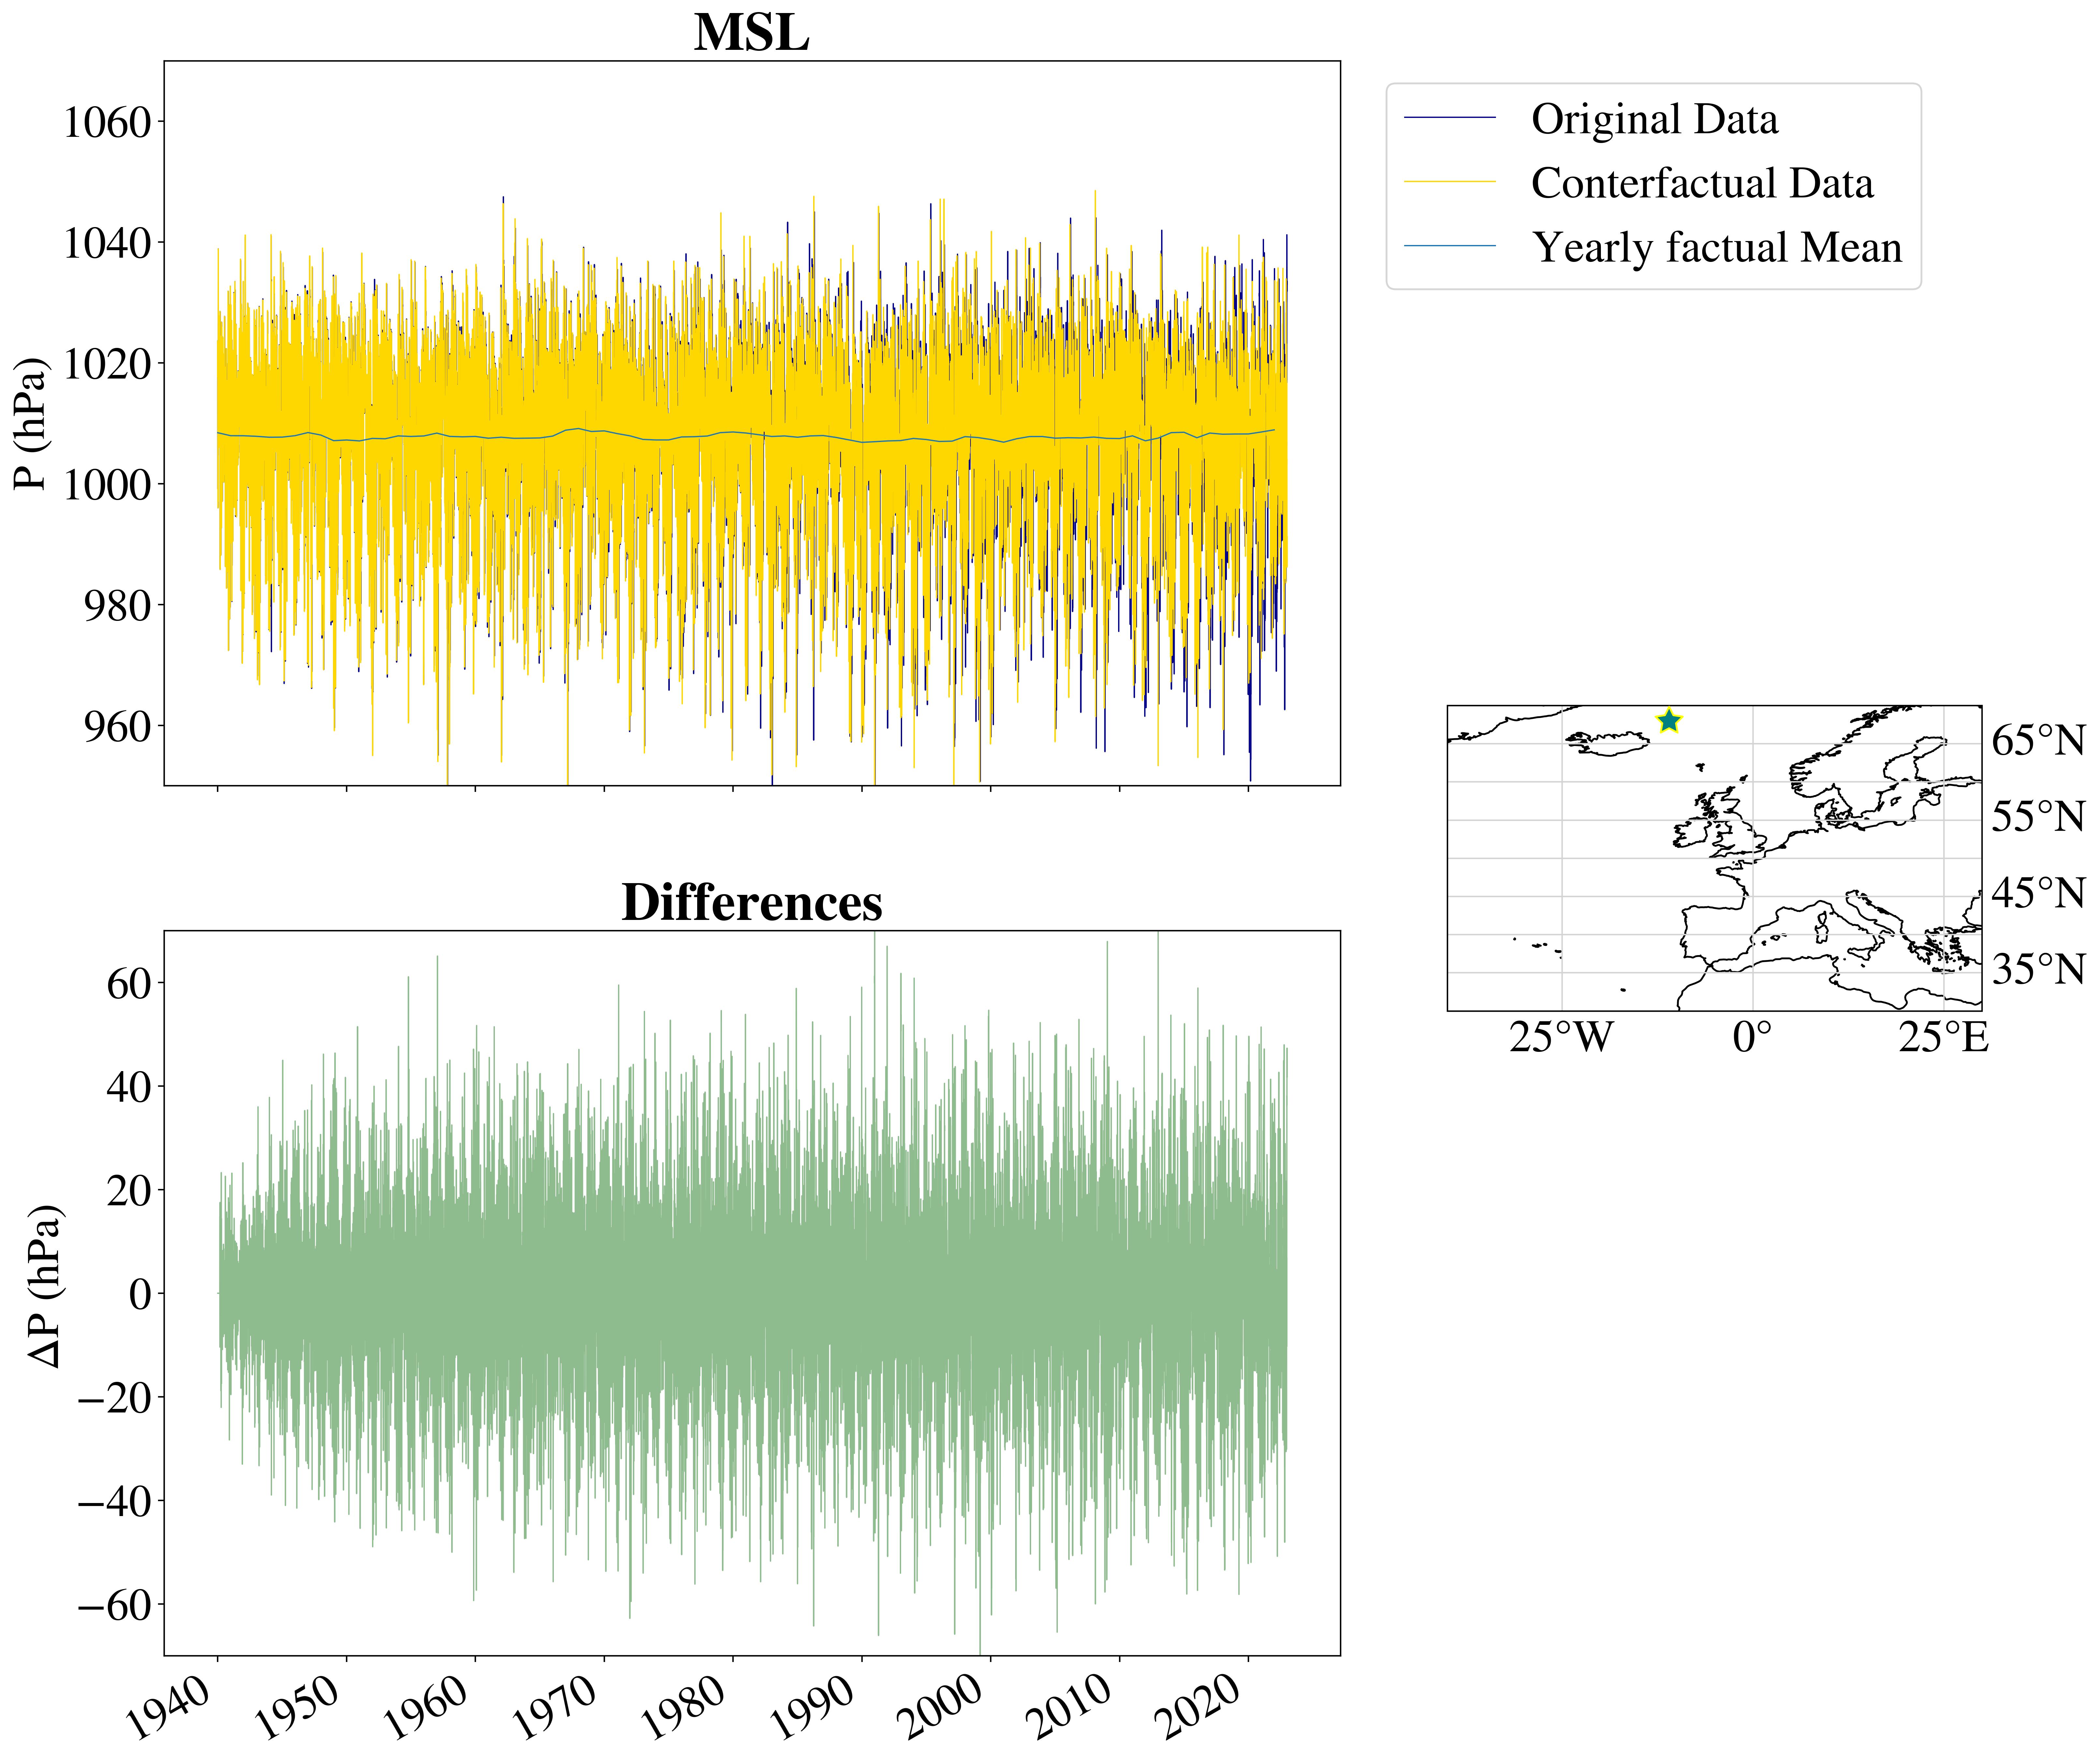 MSL
1060
1040
1020
1000
980
960
P (hPa)
Original Data
Conterfactual Data
Yearly factual Mean
65°N
55°N
45°N
35°N
25°W 0° 25°E
Differences
60
40
20
0
−20
−40
−60
ΔP (hPa)
1940 1950 1960 1970 1980 1990 2000 2010 2020